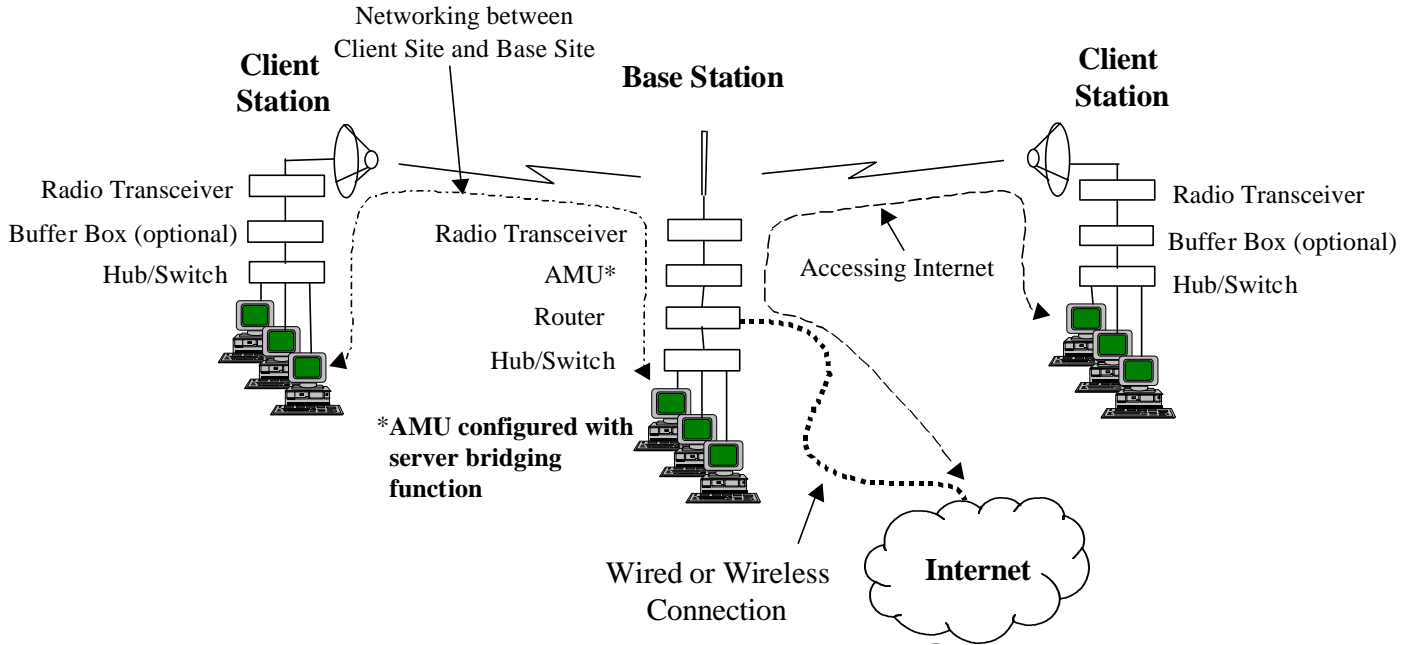 Networking between
Client Site and Base Site
Client
Station
Base Station
Client
Station
Radio Transceiver
Buffer Box (optional)
Hub/Switch
Radio Transceiver
AMU*
Router
Hub/Switch
*AMU configured with
server bridging
function
Accessing Internet
Radio Transceiver
Buffer Box (optional)
Hub/Switch
Wired or Wireless
Connection
Internet